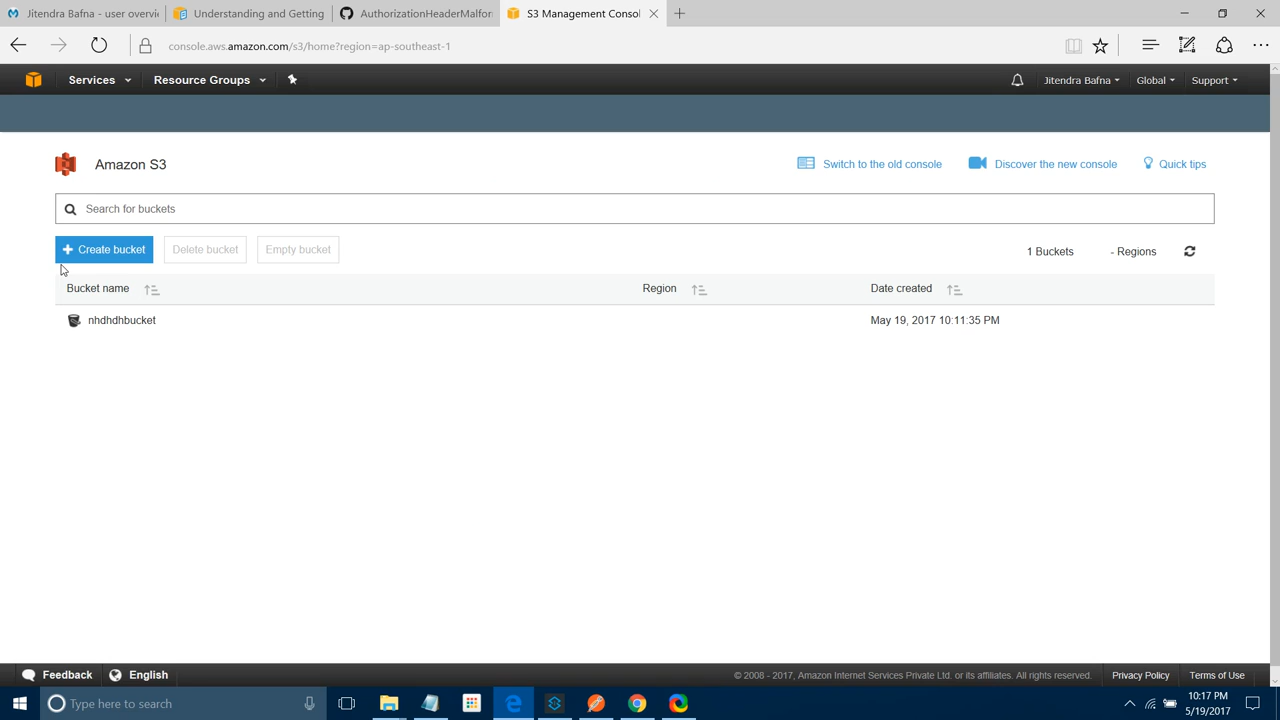 Jitendra Bafna - user overvi
Understanding and Getting
AuthorizationHeaderMalfor
S3 Management Consol
console.aws.amazon.com/s3/home?region=ap-southeast-1
Services
Resource Groups
Jitendra Bafna
Global
Support
Amazon S3
Switch to the old console
Discover the new console
Quick tips
Search for buckets
+ Create bucket
Delete bucket
Empty bucket
1 Buckets
- Regions
Bucket name
Region
Date created
nhdhdhbucket
May 19, 2017 10:11:35 PM
Feedback
English
© 2008 - 2017, Amazon Internet Services Private Ltd. or its affiliates. All rights reserved.
Privacy Policy
Terms of Use
Type here to search
10:17 PM
5/19/2017